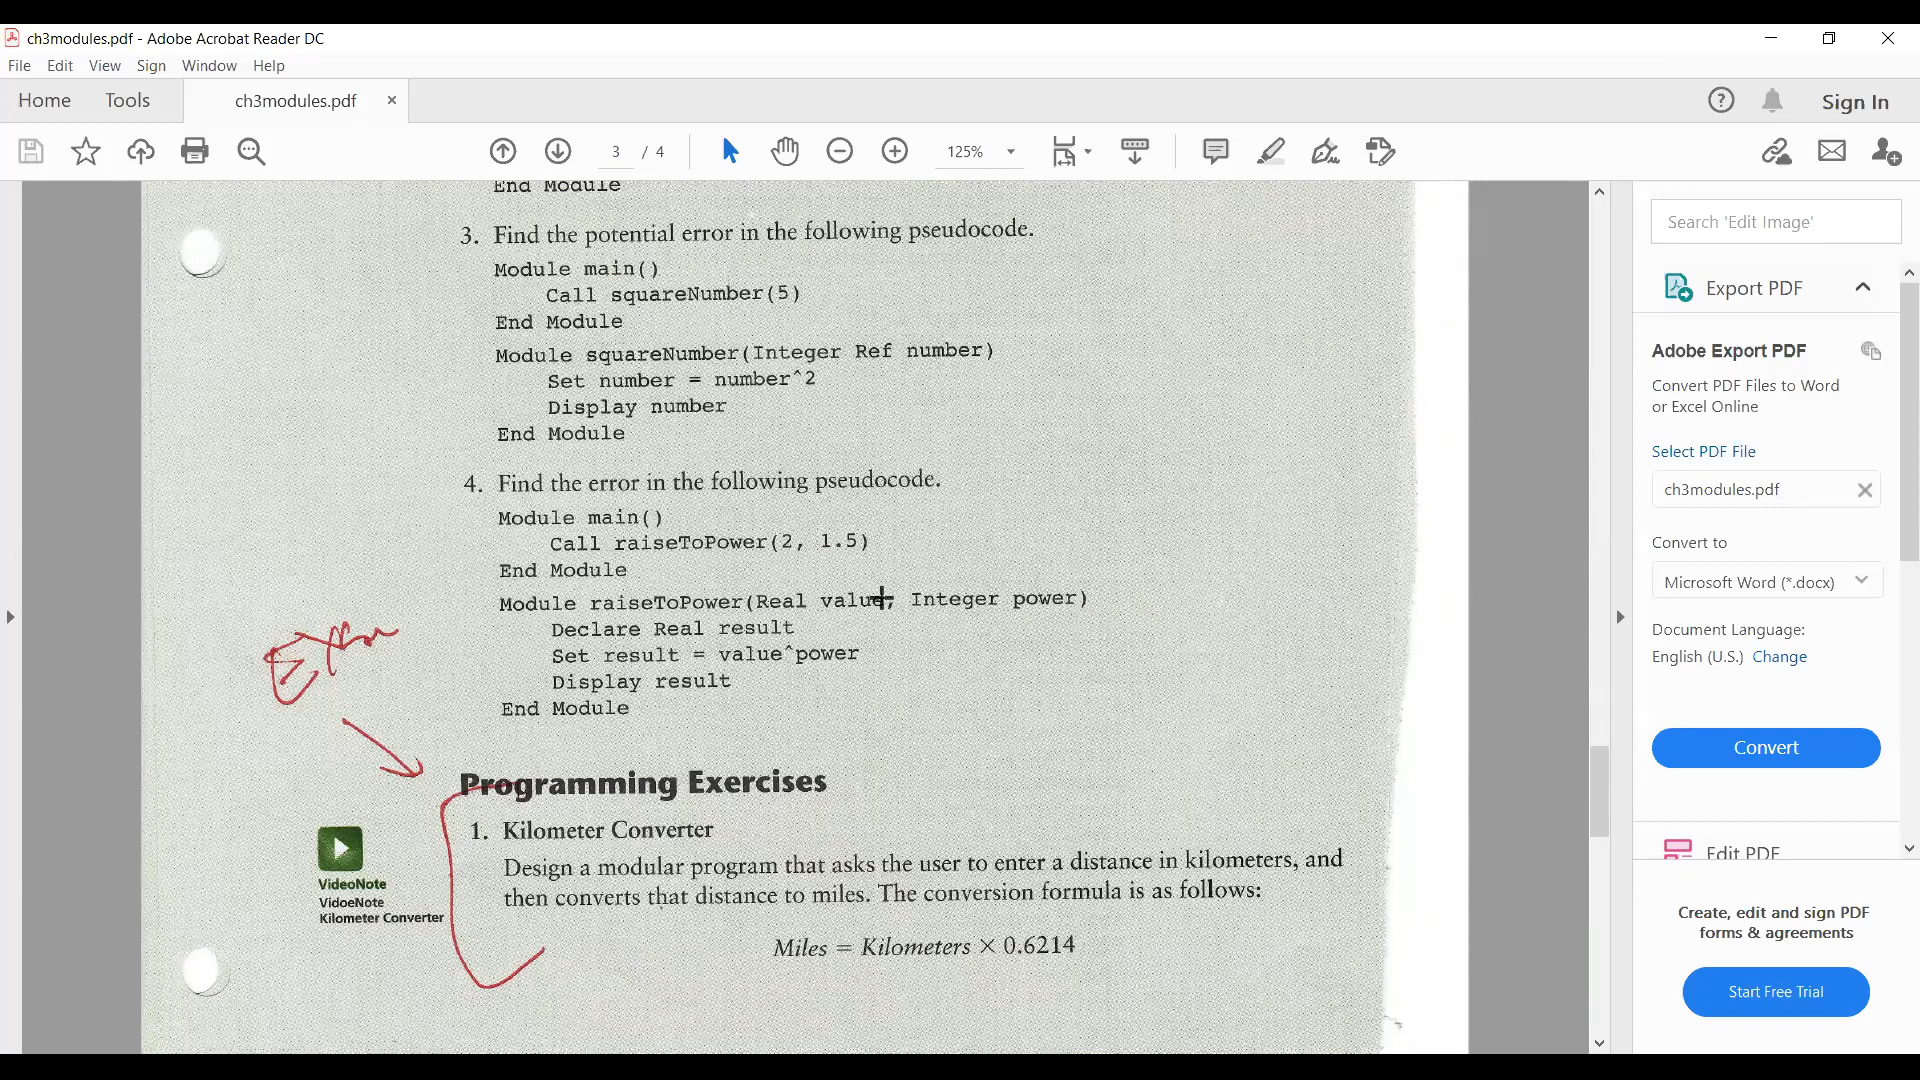 ch3modules.pdf - Adobe Acrobat Reader DC
File Edit View Sign Window Help
Home Tools ch3modules.pdf × Sign In
3 / 4 125%
End Module
3. Find the potential error in the following pseudocode.
Module main()
Call squareNumber(5)
End Module
Module squareNumber(Integer Ref number)
Set number = number^2
Display number
End Module
4. Find the error in the following pseudocode.
Module main()
Call raiseToPower(2, 1.5)
End Module
Module raiseToPower(Real value, Integer power)
Declare Real result
Set result = value^power
Display result
End Module
Programming Exercises
VideoNote
VidoeNote
Kilometer Converter
1. Kilometer Converter
Design a modular program that asks the user to enter a distance in kilometers, and
then converts that distance to miles. The conversion formula is as follows:
Miles = Kilometers × 0.6214
Search 'Edit Image'
Export PDF
Adobe Export PDF
Convert PDF Files to Word
or Excel Online
Select PDF File
ch3modules.pdf
Convert to
Microsoft Word (*.docx)
Document Language:
English (U.S.) Change
Convert
Edit PDF
Create, edit and sign PDF
forms & agreements
Start Free Trial